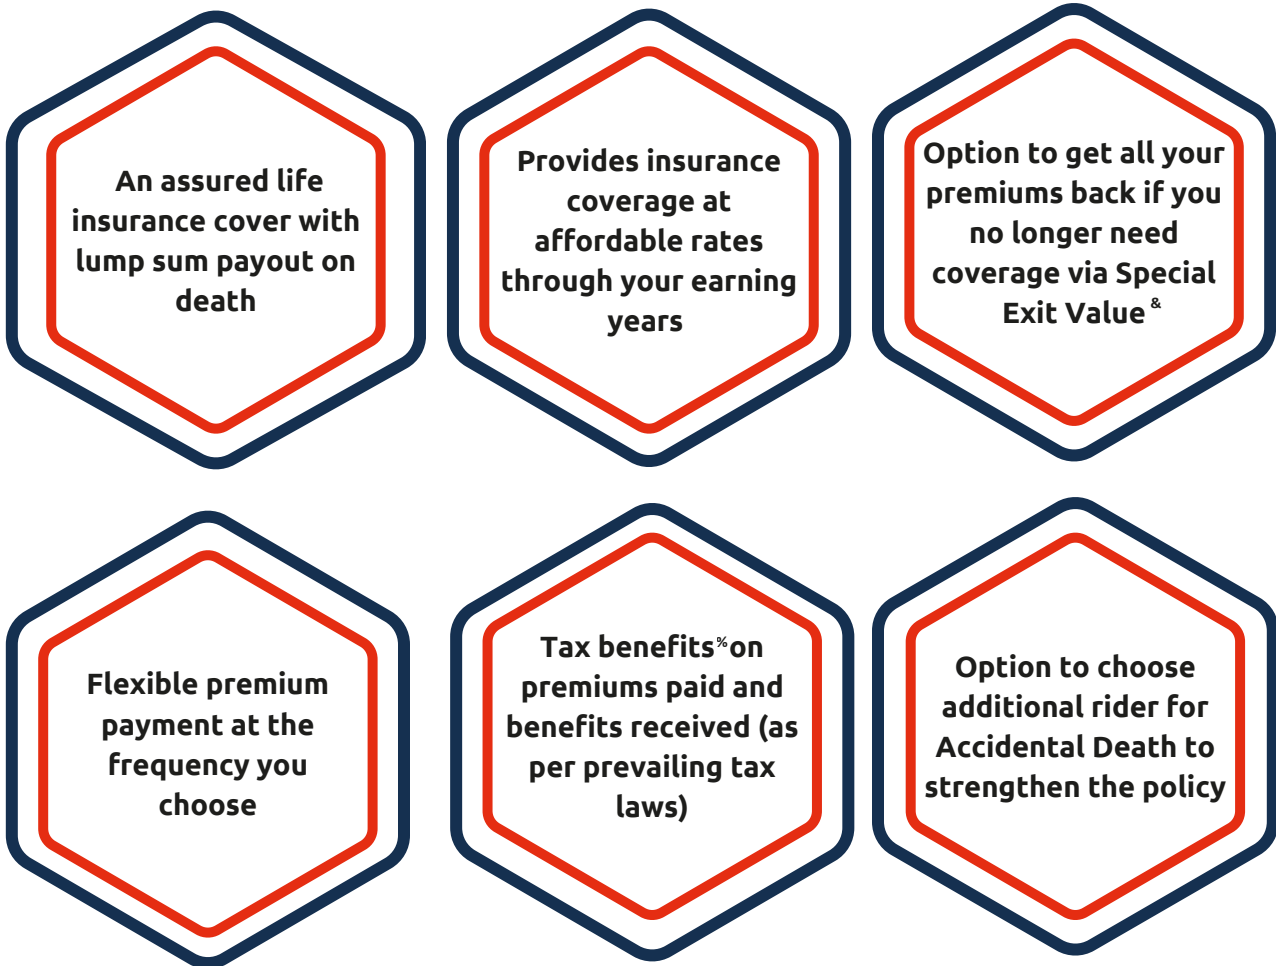 An assured life
insurance cover with
lump sum payout on
death
Provides insurance
coverage at
affordable rates
through your earning
years
Option to get all your
premiums back if you
no longer need
coverage via Special
Exit Value &
Flexible premium
payment at the
frequency you
choose
Tax benefits%on
premiums paid and
benefits received (as
per prevailing tax
laws)
Option to choose
additional rider for
Accidental Death to
strengthen the policy